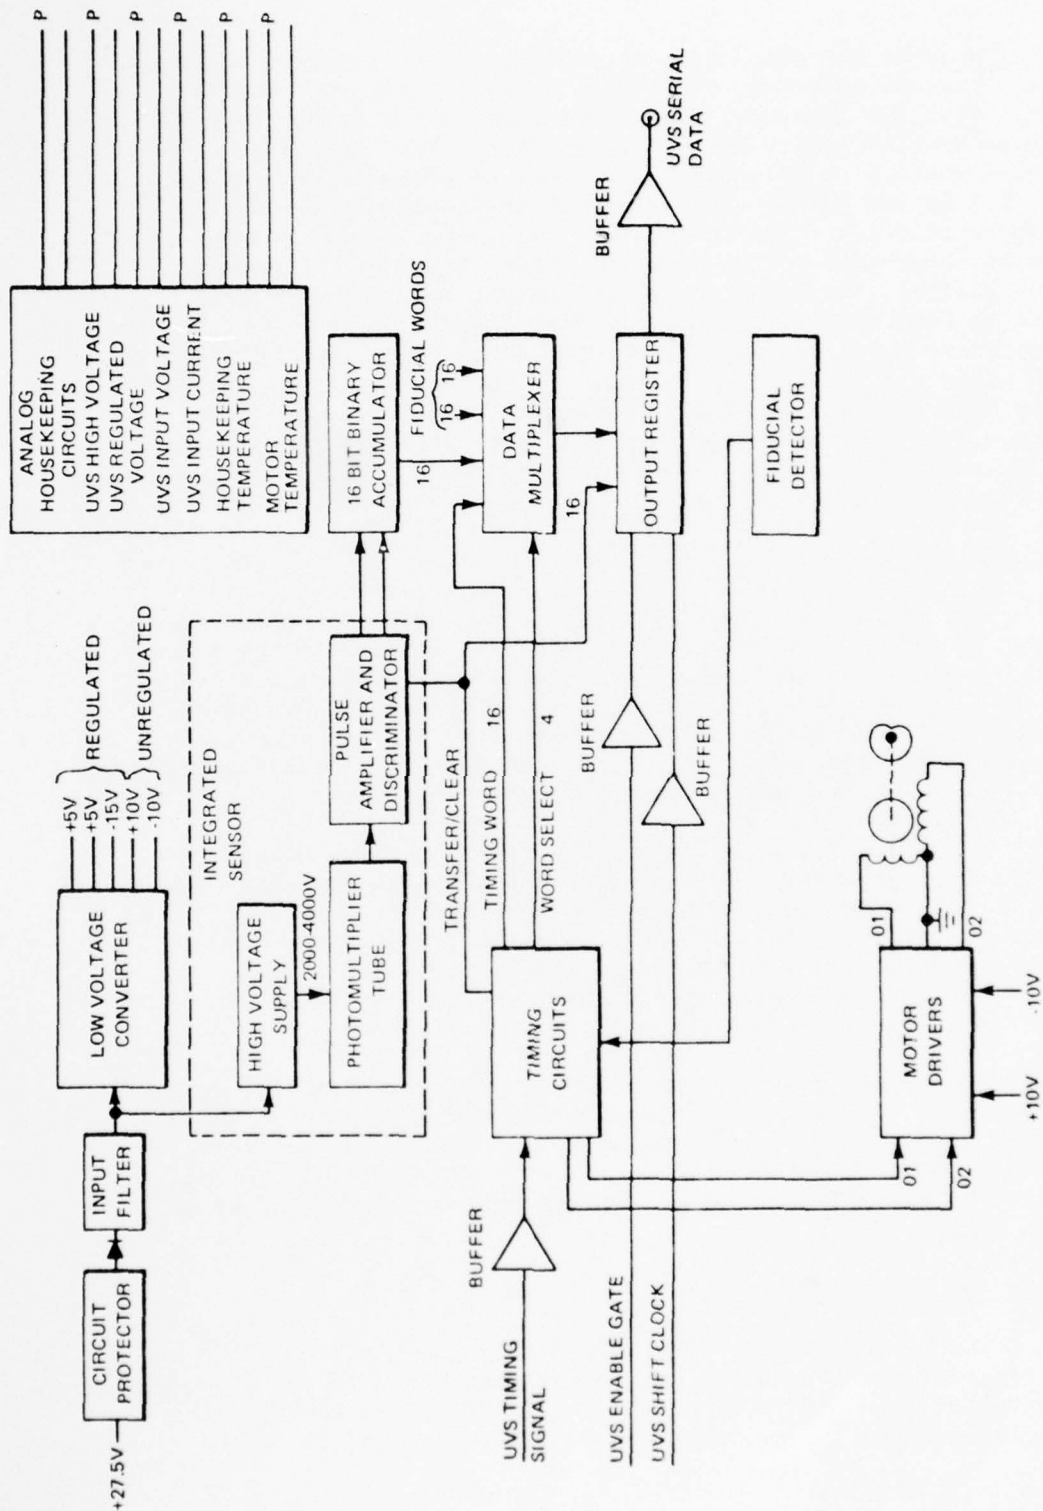 +27.5V
CIRCUIT
PROTECTOR
INPUT
FILTER
LOW VOLTAGE
CONVERTER
+5V
+5V
-15V
+10V
-10V
REGULATED
UNREGULATED
ANALOG
HOUSEKEEPING
CIRCUITS
UVS HIGH VOLTAGE
UVS REGULATED
VOLTAGE
UVS INPUT VOLTAGE
UVS INPUT CURRENT
HOUSEKEEPING
TEMPERATURE
MOTOR
TEMPERATURE
P
P
P
P
P
P
INTEGRATED
SENSOR
HIGH VOLTAGE
SUPPLY
2000-4000V
PHOTOMULTIPLIER
TUBE
PULSE
AMPLIFIER AND
DISCRIMINATOR
16 BIT BINARY
ACCUMULATOR
16
FIDUCIAL WORDS
16
16
TRANSFER/CLEAR
TIMING WORD
16
WORD SELECT
4
DATA
MULTIPLEXER
16
UVS TIMING
SIGNAL
BUFFER
TIMING
CIRCUITS
OUTPUT REGISTER
BUFFER
UVS SERIAL
DATA
UVS ENABLE GATE
BUFFER
UVS SHIFT CLOCK
BUFFER
FIDUCIAL
DETECTOR
01
02
MOTOR
DRIVERS
01
02
+10V
-10V